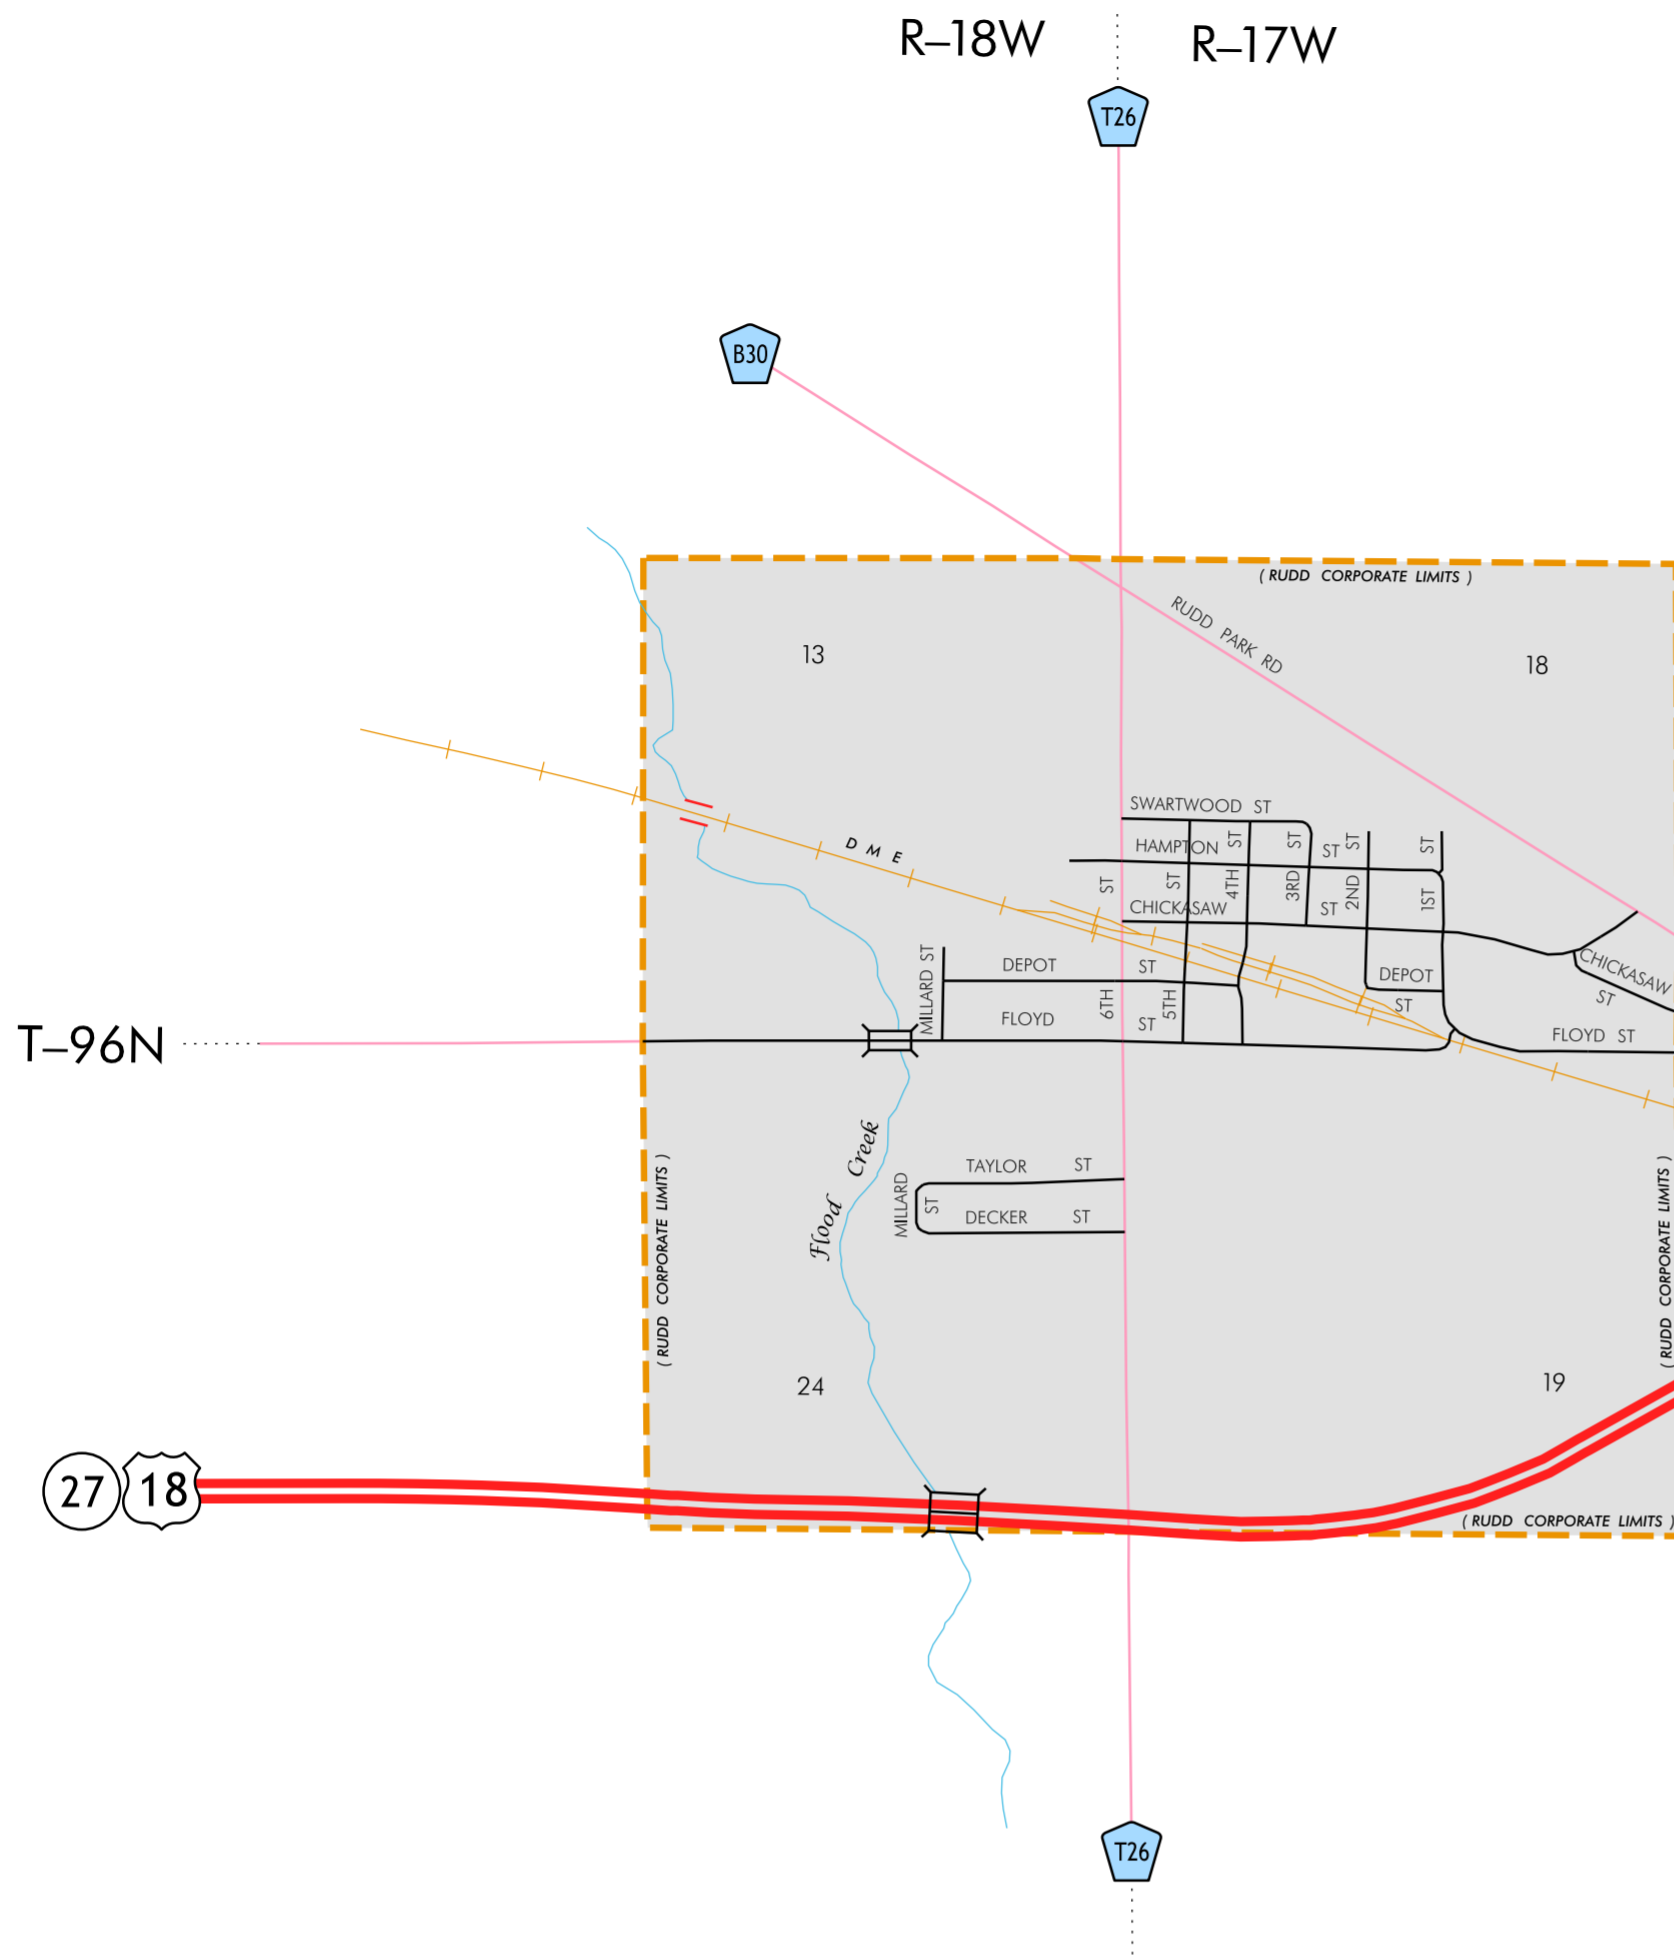 R–18W
R–17W
T26
B30
( RUDD CORPORATE LIMITS )
RUDD PARK RD
13
18
SWARTWOOD ST
HAMPTON ST
4TH ST
3RD ST
2ND ST
1ST ST
6TH ST
5TH ST
CHICKASAW ST
DME
MILLARD ST
DEPOT ST
DEPOT ST
CHICKASAW ST
FLOYD ST
FLOYD ST
T–96N
Flood Creek
TAYLOR ST
MILLARD ST
DECKER ST
( RUDD CORPORATE LIMITS )
( RUDD CORPORATE LIMITS )
24
19
27
18
( RUDD CORPORATE LIMITS )
T26